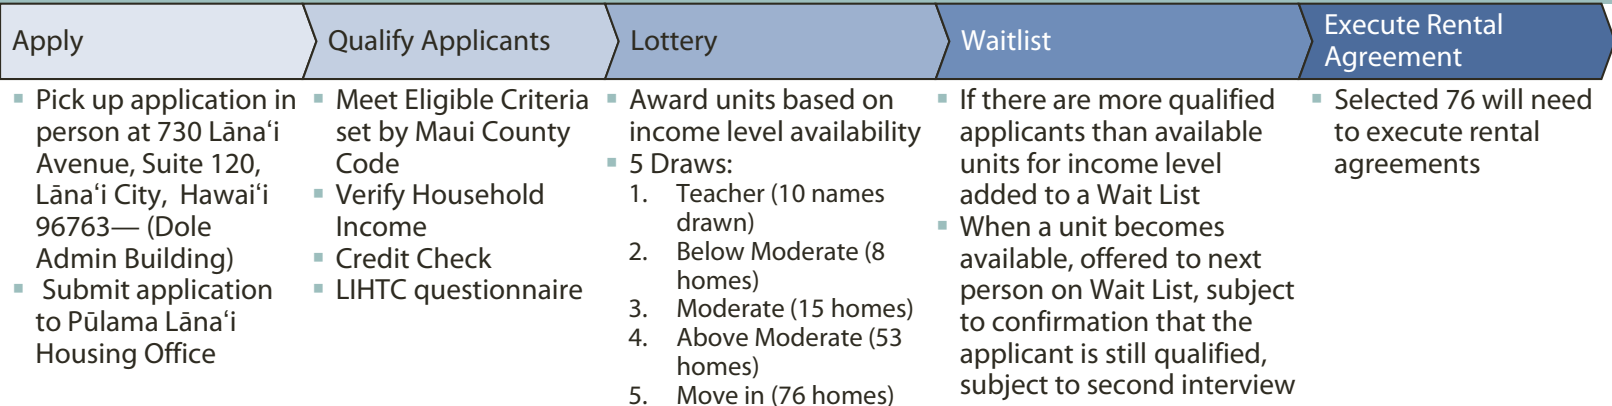 Apply
Qualify Applicants
Lottery
Waitlist
Execute Rental
Agreement
▪ Pick up application in
person at 730 Lāna‘i
Avenue, Suite 120,
Lāna‘i City, Hawai‘i
96763— (Dole
Admin Building)
▪ Submit application
to Pūlama Lāna‘i
Housing Office
▪ Meet Eligible Criteria
set by Maui County
Code
▪ Verify Household
Income
▪ Credit Check
▪ LIHTC questionnaire
▪ Award units based on
income level availability
▪ 5 Draws:
1. Teacher (10 names
drawn)
2. Below Moderate (8
homes)
3. Moderate (15 homes)
4. Above Moderate (53
homes)
5. Move in (76 homes)
▪ If there are more qualified
applicants than available
units for income level
added to a Wait List
▪ When a unit becomes
available, offered to next
person on Wait List, subject
to confirmation that the
applicant is still qualified,
subject to second interview
▪ Selected 76 will need
to execute rental
agreements